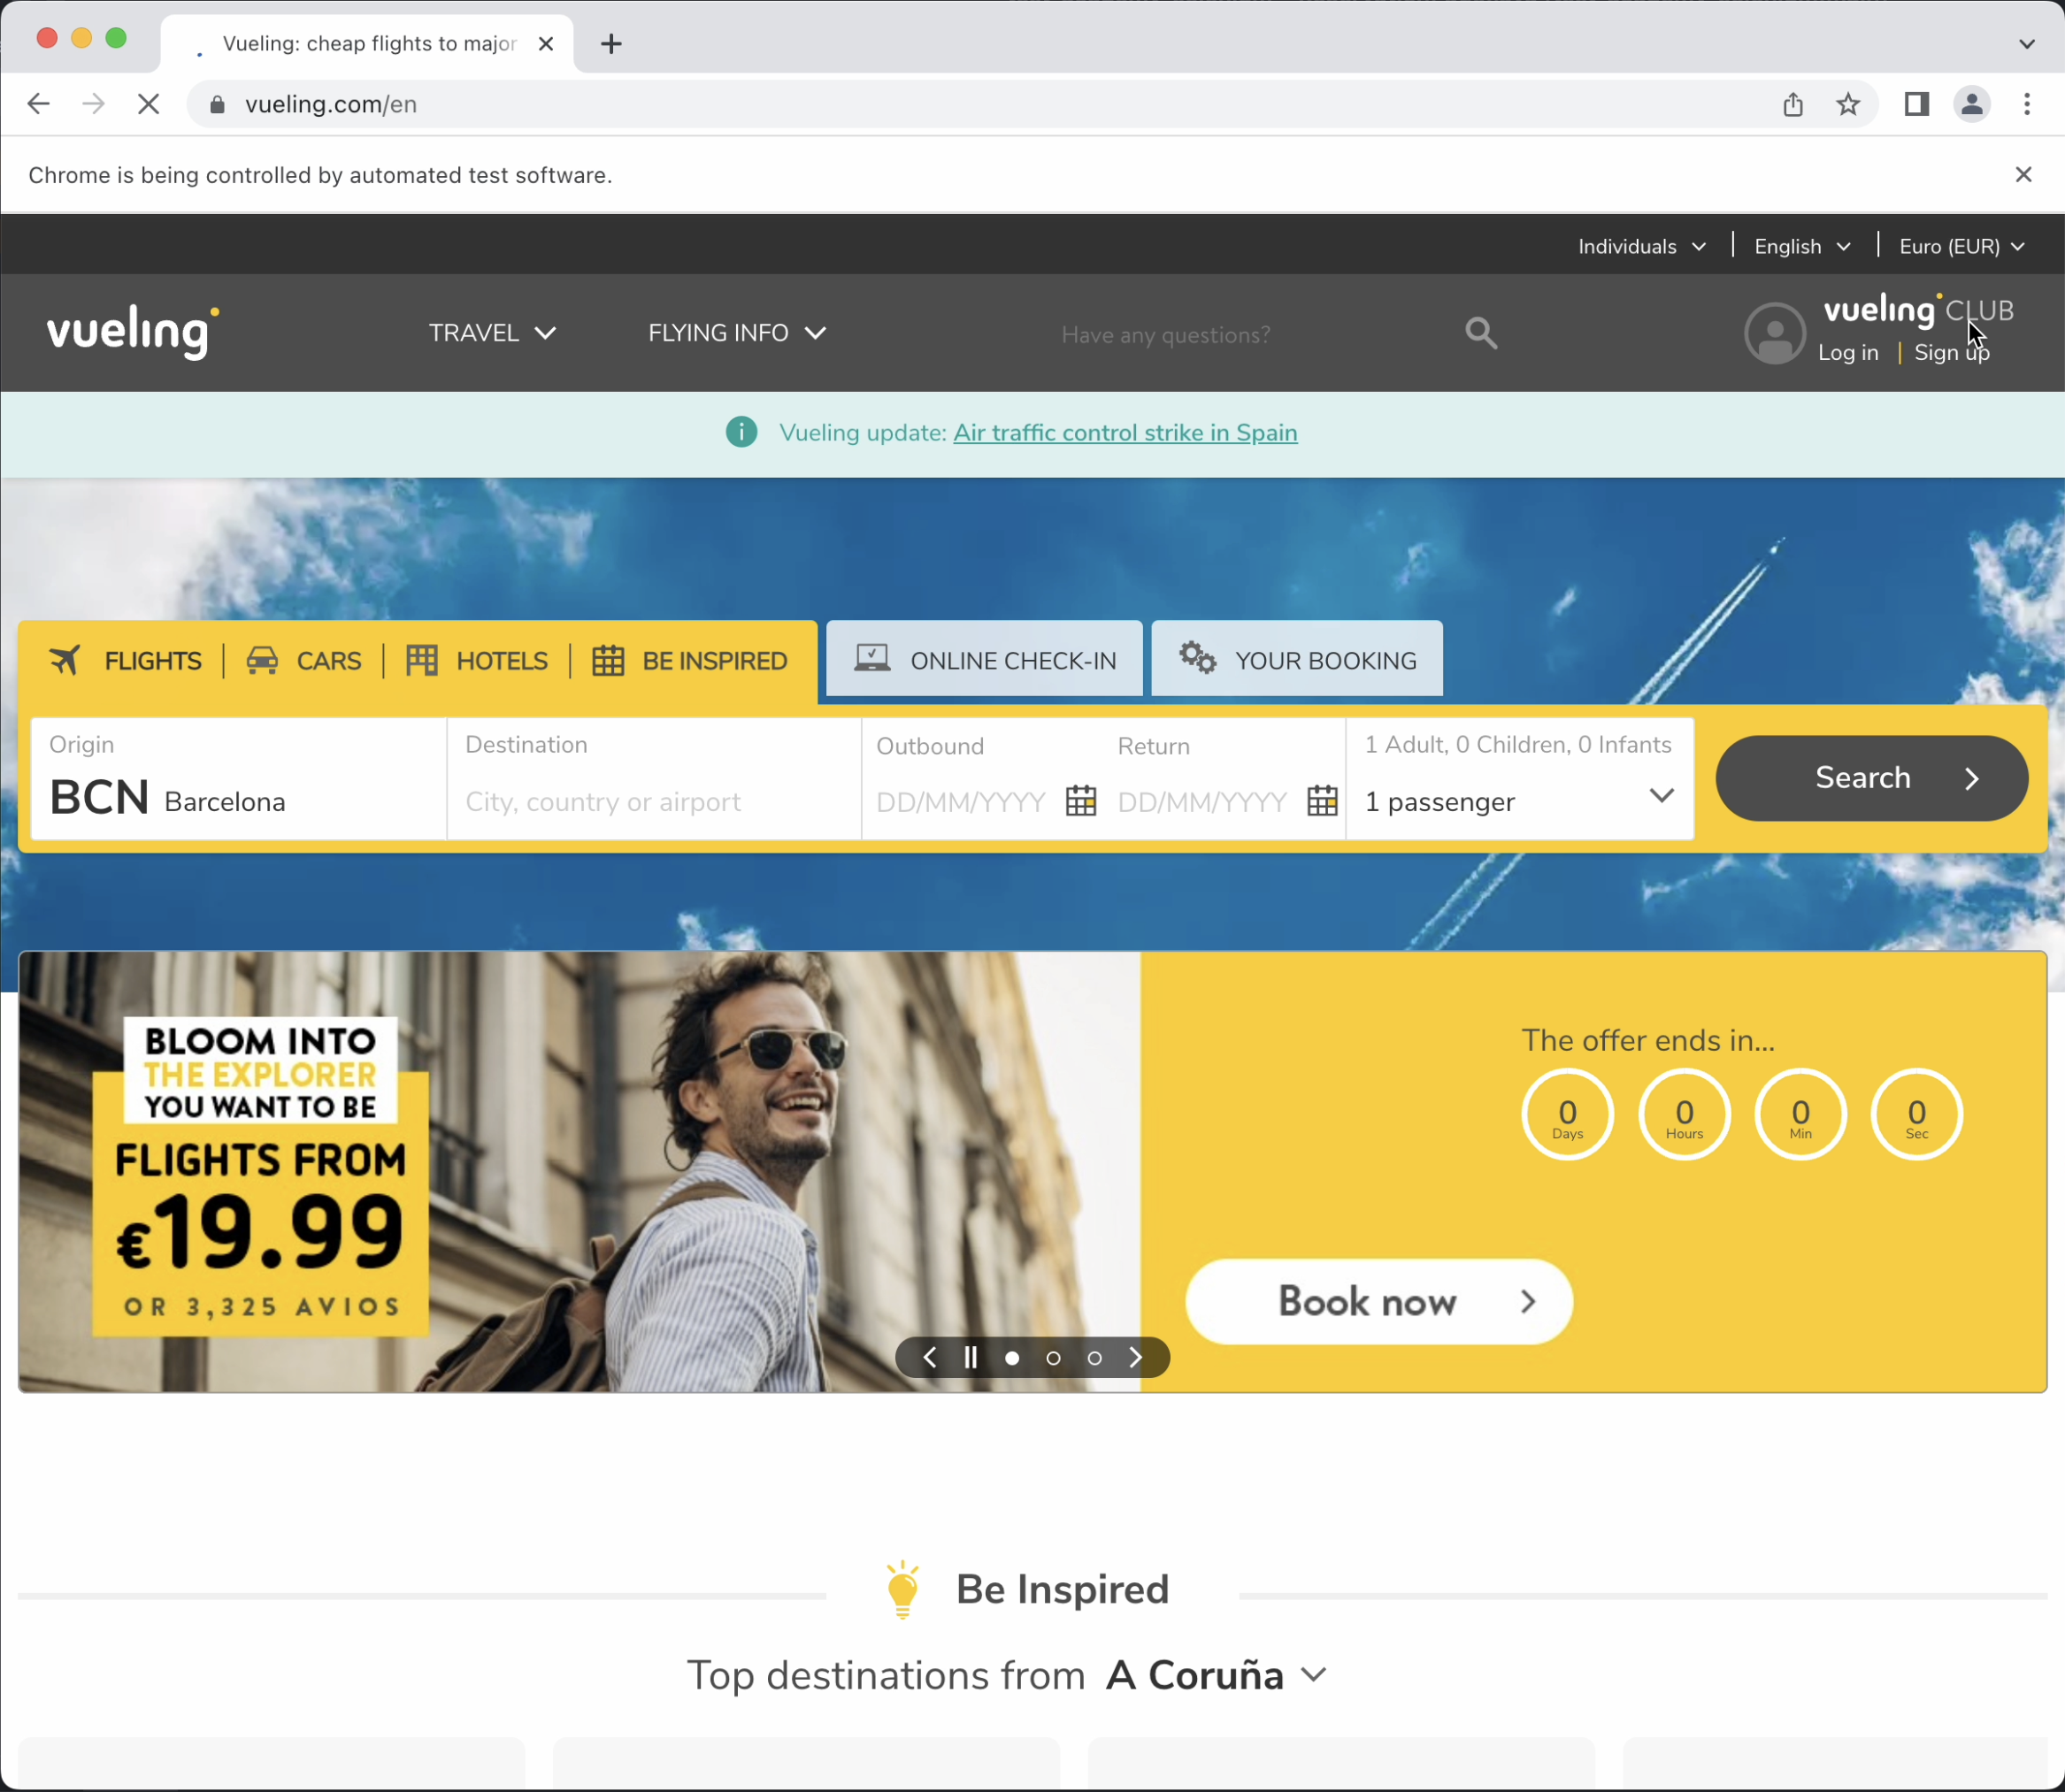 Vueling: cheap flights to major
vueling.com/en
Chrome is being controlled by automated test software.
Individuals | English | Euro (EUR)
vueling TRAVEL FLYING INFO Have any questions? vueling CLUB
Log in | Sign up
Vueling update: Air traffic control strike in Spain
FLIGHTS | CARS | HOTELS | BE INSPIRED ONLINE CHECK-IN YOUR BOOKING
Origin Destination Outbound Return 1 Adult, 0 Children, 0 Infants
BCN Barcelona City, country or airport DD/MM/YYYY DD/MM/YYYY 1 passenger Search
BLOOM INTO
THE EXPLORER
YOU WANT TO BE
FLIGHTS FROM
€19.99
OR 3,325 AVIOS
The offer ends in...
0 0 0 0
Days Hours Min Sec
Book now
Be Inspired
Top destinations from A Coruña